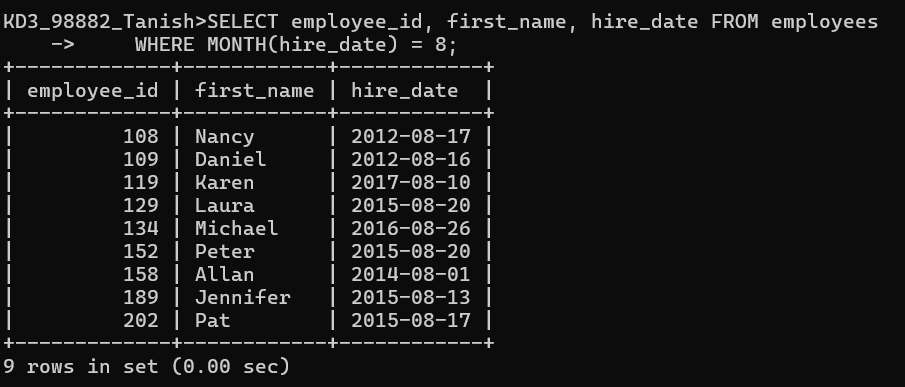 KD3_98882_Tanish>SELECT employee_id, first_name, hire_date FROM employees
    ->     WHERE MONTH(hire_date) = 8;
+-------------+------------+------------+
| employee_id | first_name | hire_date  |
+-------------+------------+------------+
|         108 | Nancy      | 2012-08-17 |
|         109 | Daniel     | 2012-08-16 |
|         119 | Karen      | 2017-08-10 |
|         129 | Laura      | 2015-08-20 |
|         134 | Michael    | 2016-08-26 |
|         152 | Peter      | 2015-08-20 |
|         158 | Allan      | 2014-08-01 |
|         189 | Jennifer   | 2015-08-13 |
|         202 | Pat        | 2015-08-17 |
+-------------+------------+------------+
9 rows in set (0.00 sec)